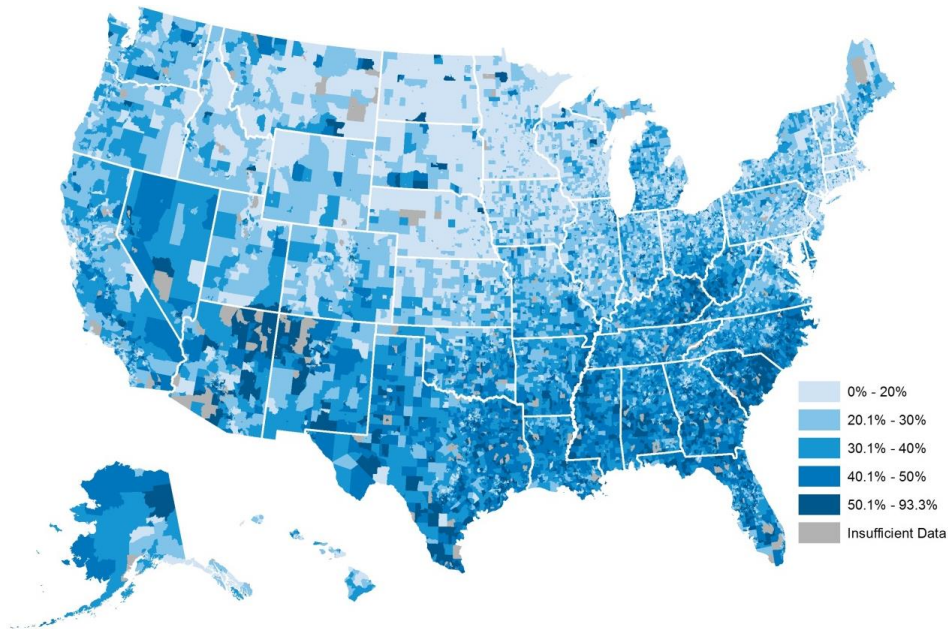 0% - 20%
20.1% - 30%
30.1% - 40%
40.1% - 50%
50.1% - 93.3%
Insufficient Data